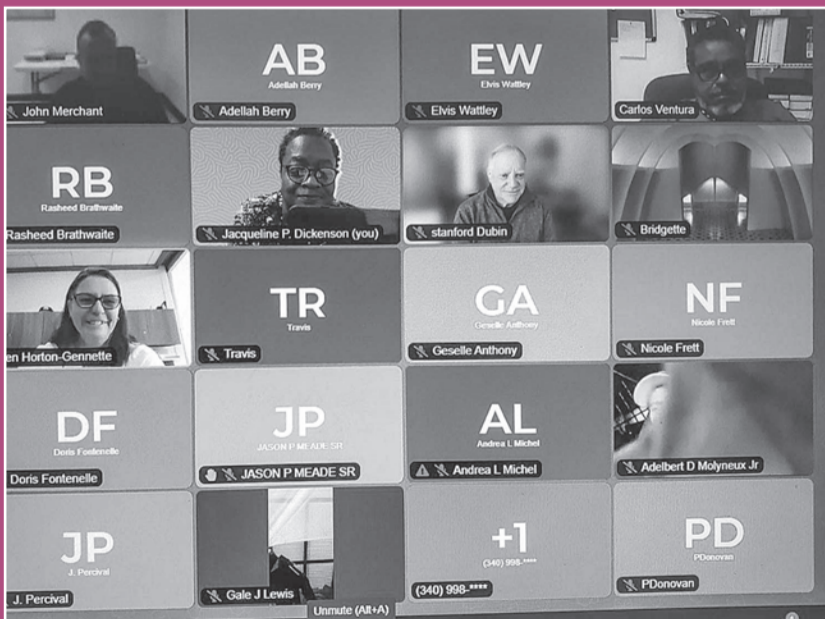 John Merchant
AB
Adellah Berry
Adellah Berry
EW
Elvis Wattley
Elvis Wattley
Carlos Ventura
RB
Rasheed Brathwaite
Rasheed Brathwaite
Jacqueline P. Dickenson (you)
stanford Dubin
Bridgette
en Horton-Gennette
TR
Travis
Travis
GA
Geselle Anthony
Geselle Anthony
NF
Nicole Frett
Nicole Frett
DF
Doris Fontenelle
Doris Fontenelle
JP
JASON P MEADE SR
JASON P MEADE SR
AL
Andrea L Michel
Andrea L Michel
Adelbert D Molyneux Jr
JP
J. Percival
J. Percival
Gale J Lewis
+1
(340) 998-****
(340) 998-****
PD
PDonovan
PDonovan
Unmute (Alt+A)